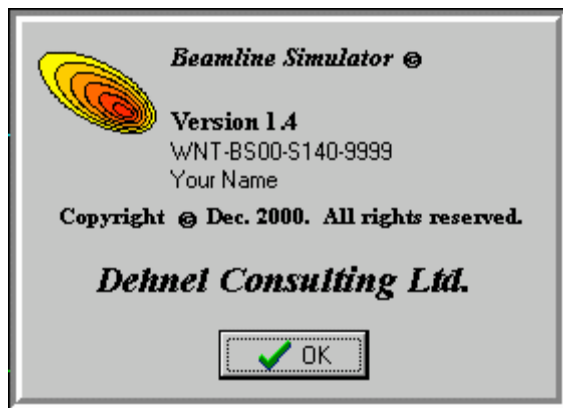 Beamline Simulator ©
Version 1.4
WNT-BS00-S140-9999
Your Name
Copyright © Dec. 2000. All rights reserved.
Dehnel Consulting Ltd.
OK